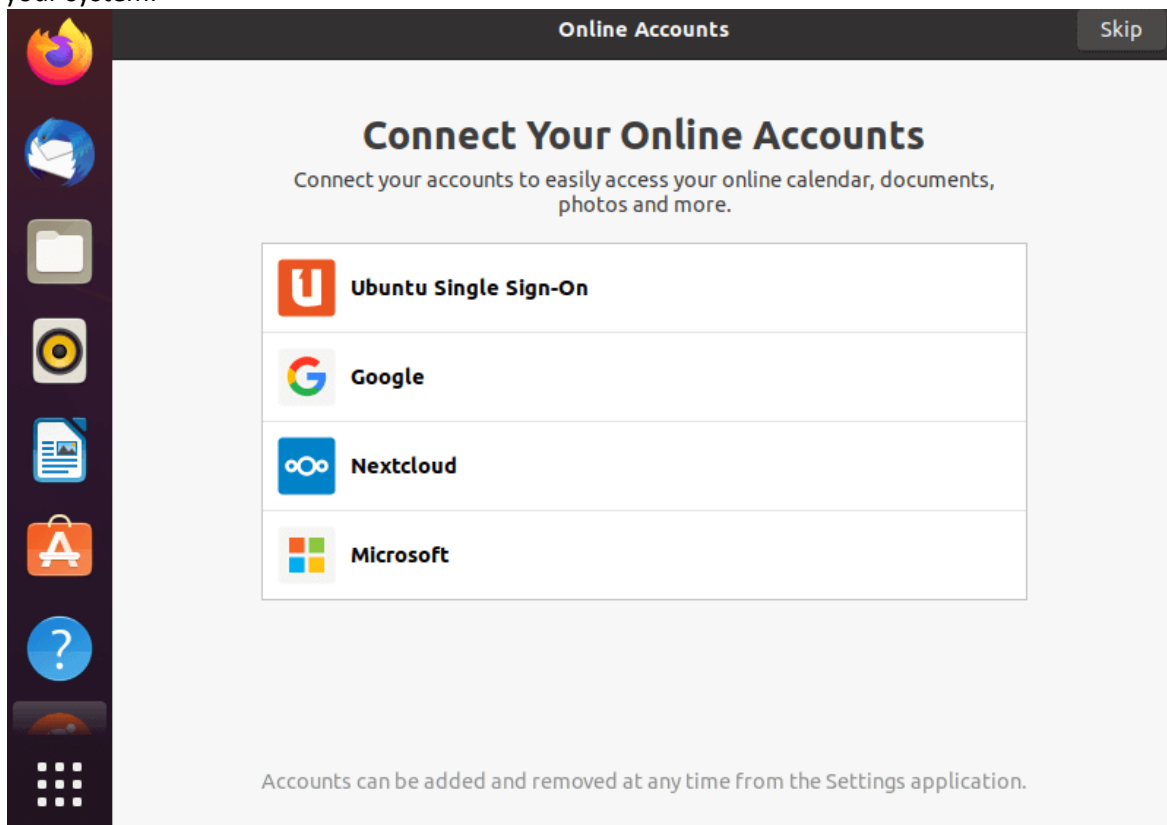 your system.
Online Accounts
Skip
Connect Your Online Accounts
Connect your accounts to easily access your online calendar, documents,
photos and more.
Ubuntu Single Sign-On
Google
Nextcloud
Microsoft
Accounts can be added and removed at any time from the Settings application.